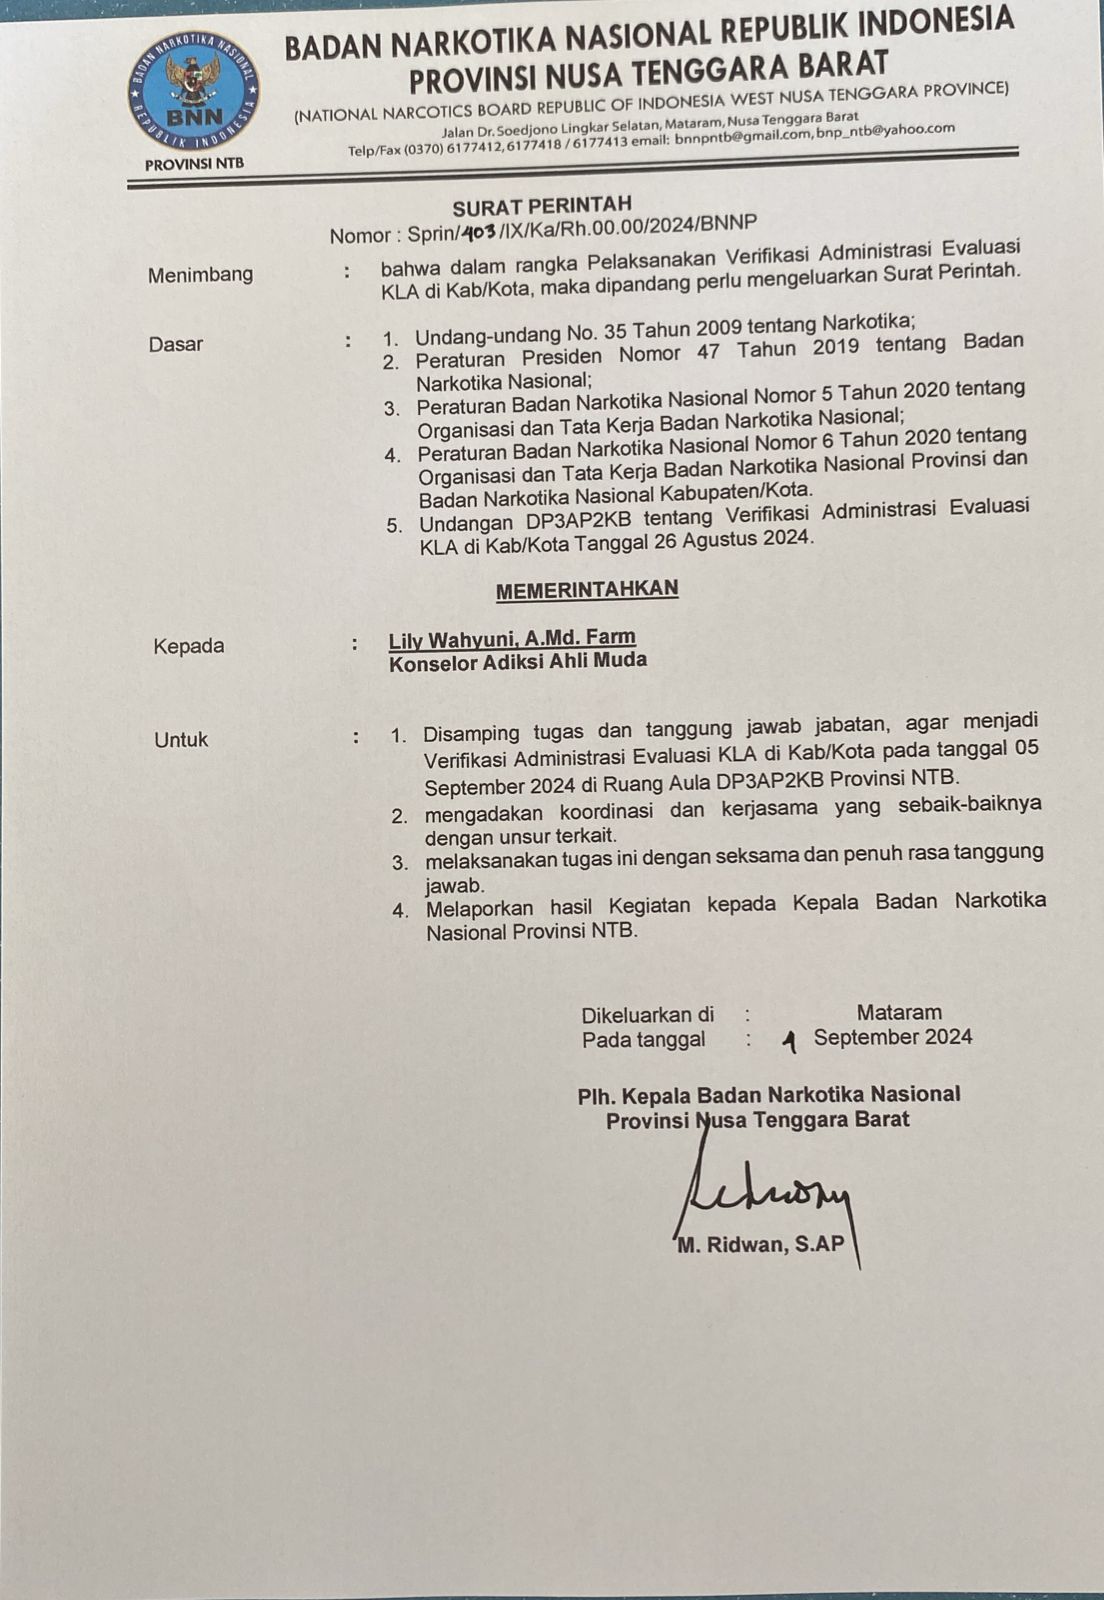 BADAN NARKOTIKA NASIONAL REPUBLIK INDONESIA
PROVINSI NUSA TENGGARA BARAT
(NATIONAL NARCOTICS BOARD REPUBLIC OF INDONESIA WEST NUSA TENGGARA PROVINCE)
Jalan Dr. Soedjono Lingkar Selatan, Mataram, Nusa Tenggara Barat
Telp/Fax (0370) 6177412, 6177418 / 6177413 email: bnnpntb@gmail.com, bnp_ntb@yahoo.com
BADAN NARKOTIKA NASIONAL
BNN
REPUBLIK INDONESIA
PROVINSI NTB
SURAT PERINTAH
Nomor : Sprin/403/IX/Ka/Rh.00.00/2024/BNNP
Menimbang : bahwa dalam rangka Pelaksanakan Verifikasi Administrasi Evaluasi
KLA di Kab/Kota, maka dipandang perlu mengeluarkan Surat Perintah.
Dasar : 1. Undang-undang No. 35 Tahun 2009 tentang Narkotika;
2. Peraturan Presiden Nomor 47 Tahun 2019 tentang Badan
Narkotika Nasional;
3. Peraturan Badan Narkotika Nasional Nomor 5 Tahun 2020 tentang
Organisasi dan Tata Kerja Badan Narkotika Nasional;
4. Peraturan Badan Narkotika Nasional Nomor 6 Tahun 2020 tentang
Organisasi dan Tata Kerja Badan Narkotika Nasional Provinsi dan
Badan Narkotika Nasional Kabupaten/Kota.
5. Undangan DP3AP2KB tentang Verifikasi Administrasi Evaluasi
KLA di Kab/Kota Tanggal 26 Agustus 2024.
MEMERINTAHKAN
Kepada : Lily Wahyuni, A.Md. Farm
Konselor Adiksi Ahli Muda
Untuk : 1. Disamping tugas dan tanggung jawab jabatan, agar menjadi
Verifikasi Administrasi Evaluasi KLA di Kab/Kota pada tanggal 05
September 2024 di Ruang Aula DP3AP2KB Provinsi NTB.
2. mengadakan koordinasi dan kerjasama yang sebaik-baiknya
dengan unsur terkait.
3. melaksanakan tugas ini dengan seksama dan penuh rasa tanggung
jawab.
4. Melaporkan hasil Kegiatan kepada Kepala Badan Narkotika
Nasional Provinsi NTB.
Dikeluarkan di : Mataram
Pada tanggal : September 2024
Plh. Kepala Badan Narkotika Nasional
Provinsi Nusa Tenggara Barat
M. Ridwan, S.AP